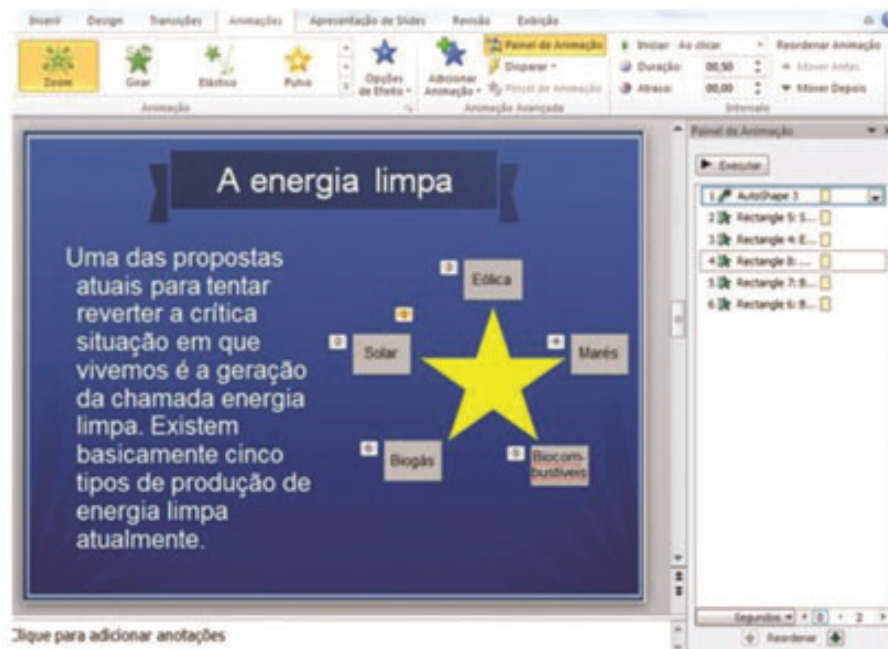 Inserir Design Transições Animações Apresentação de Slides Revisão Exibição
Zoom Girar Elástico Pulso Opções de Efeito Adicionar Animação Painel de Animação Iniciar: Ao clicar Reordenar Animação
Disparar Duração: 00,50 Mover Antes
Pincel de Animação Atraso: 00,00 Mover Depois
Animação Animação Avançada Intervalo
Painel de Animação
Executar
1 AutoShape 3
2 Rectangle 5: S...
3 Rectangle 4: E...
4 Rectangle 8: ...
5 Rectangle 7: B...
6 Rectangle 6: B...
A energia limpa
Uma das propostas
atuais para tentar
reverter a crítica
situação em que
vivemos é a geração
da chamada energia
limpa. Existem
basicamente cinco
tipos de produção de
energia limpa
atualmente.
Eólica
Solar
Marés
Biogás
Biocom-
bustíveis
Segundos 0 2
Reordenar
Clique para adicionar anotações